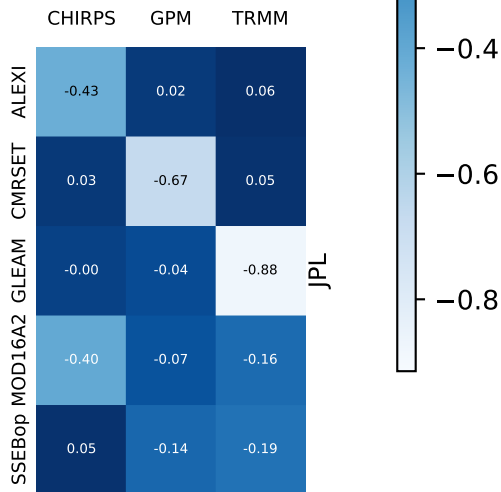 CHIRPS GPM TRMM
ALEXI -0.43 0.02 0.06
CMRSET 0.03 -0.67 0.05
GLEAM -0.00 -0.04 -0.88
MOD16A2 -0.40 -0.07 -0.16
SSEBop 0.05 -0.14 -0.19
JPL
−0.4
−0.6
−0.8